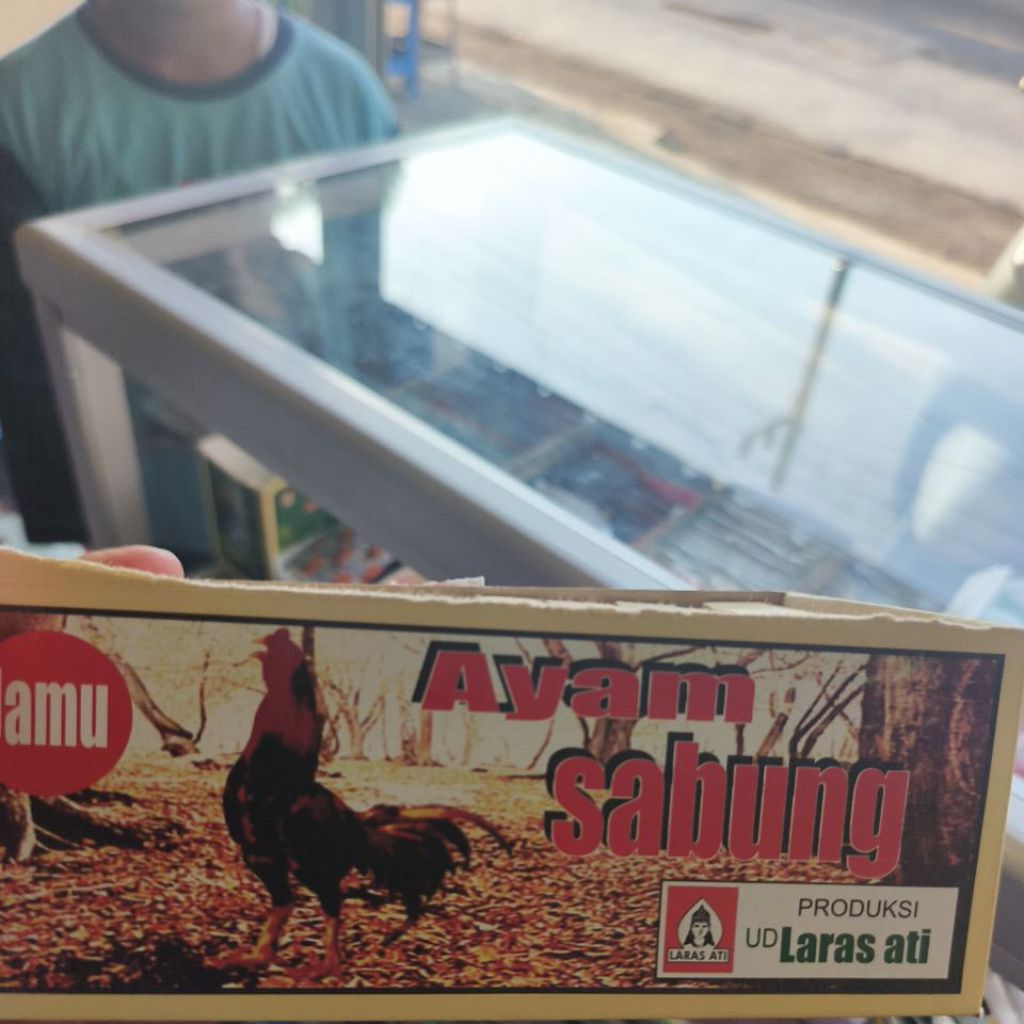 Jamu
Ayam
sabung
LARAS ATI
PRODUKSI
UD Laras ati